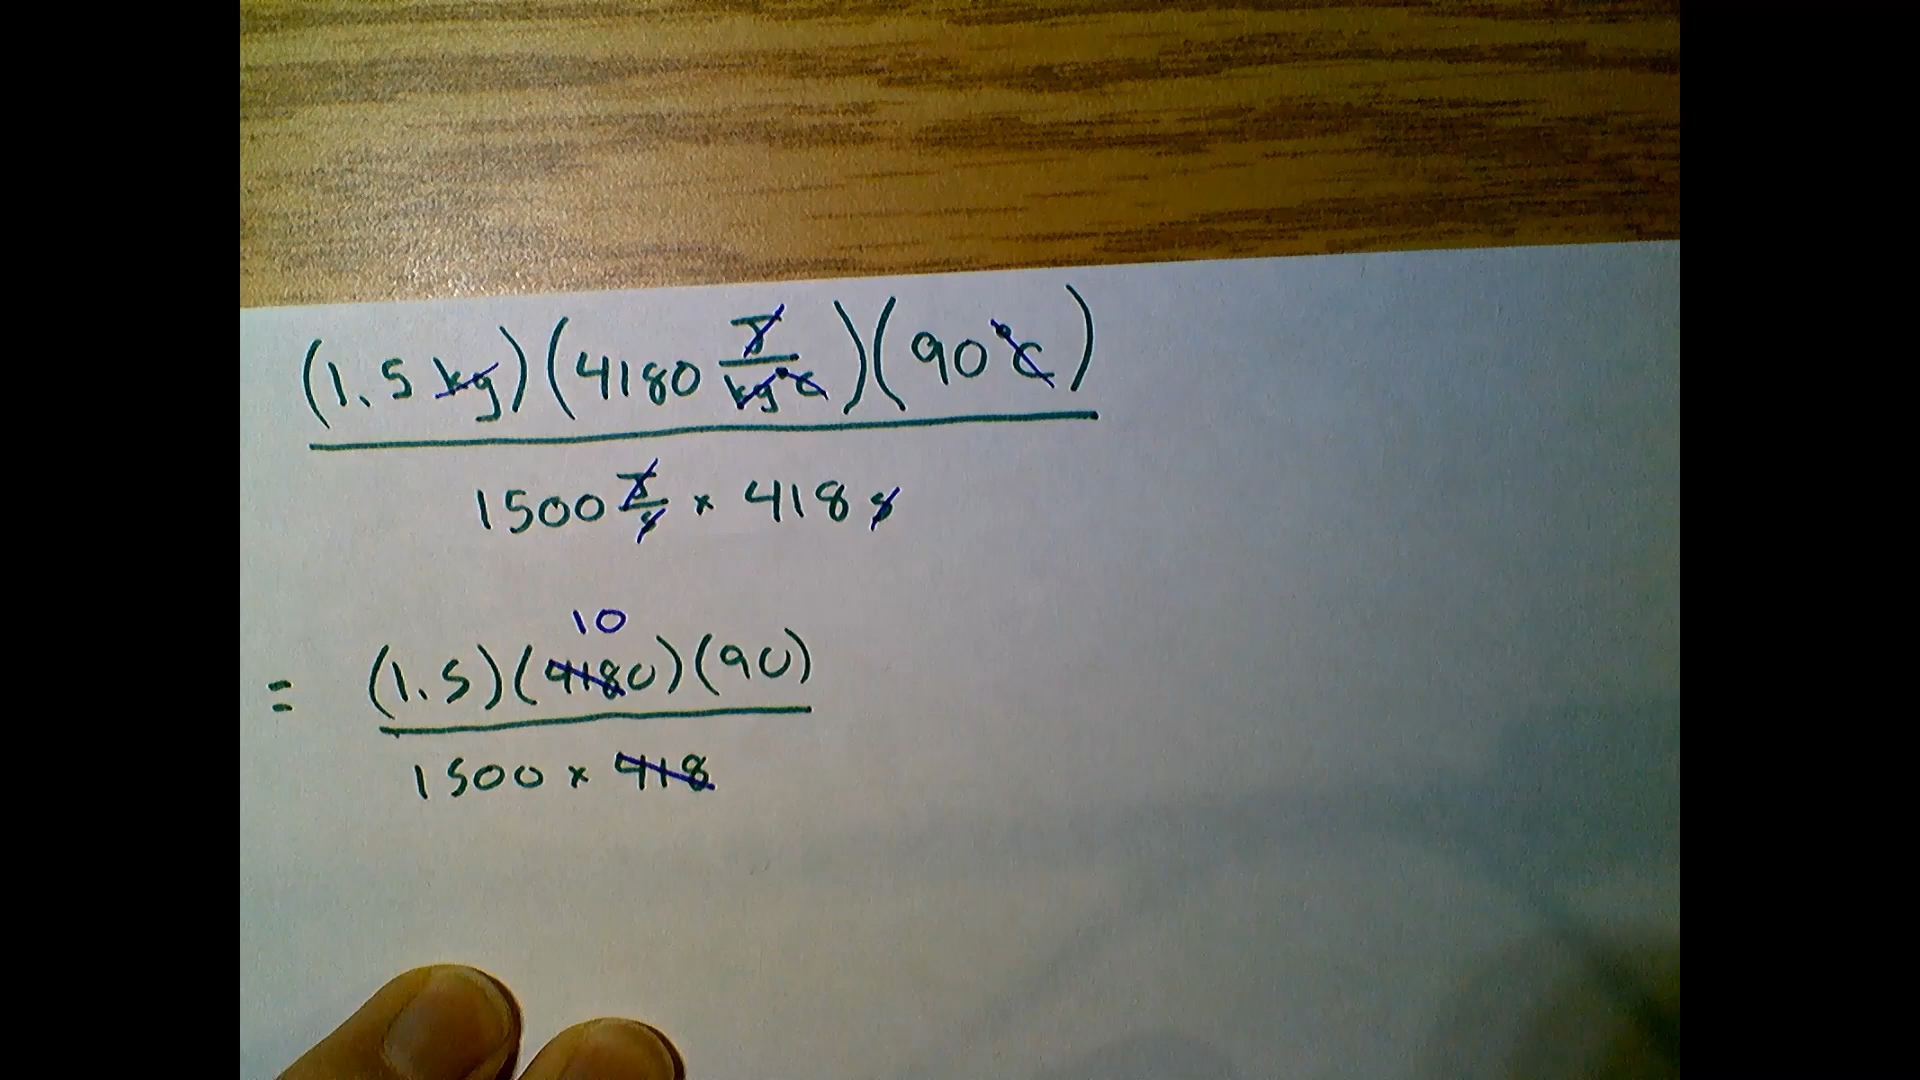 (1.5 kg)(4180 J/kg°C)(90°C)
1500 J/s × 418 s
10
= (1.5)(4180)(90)
1500 × 418